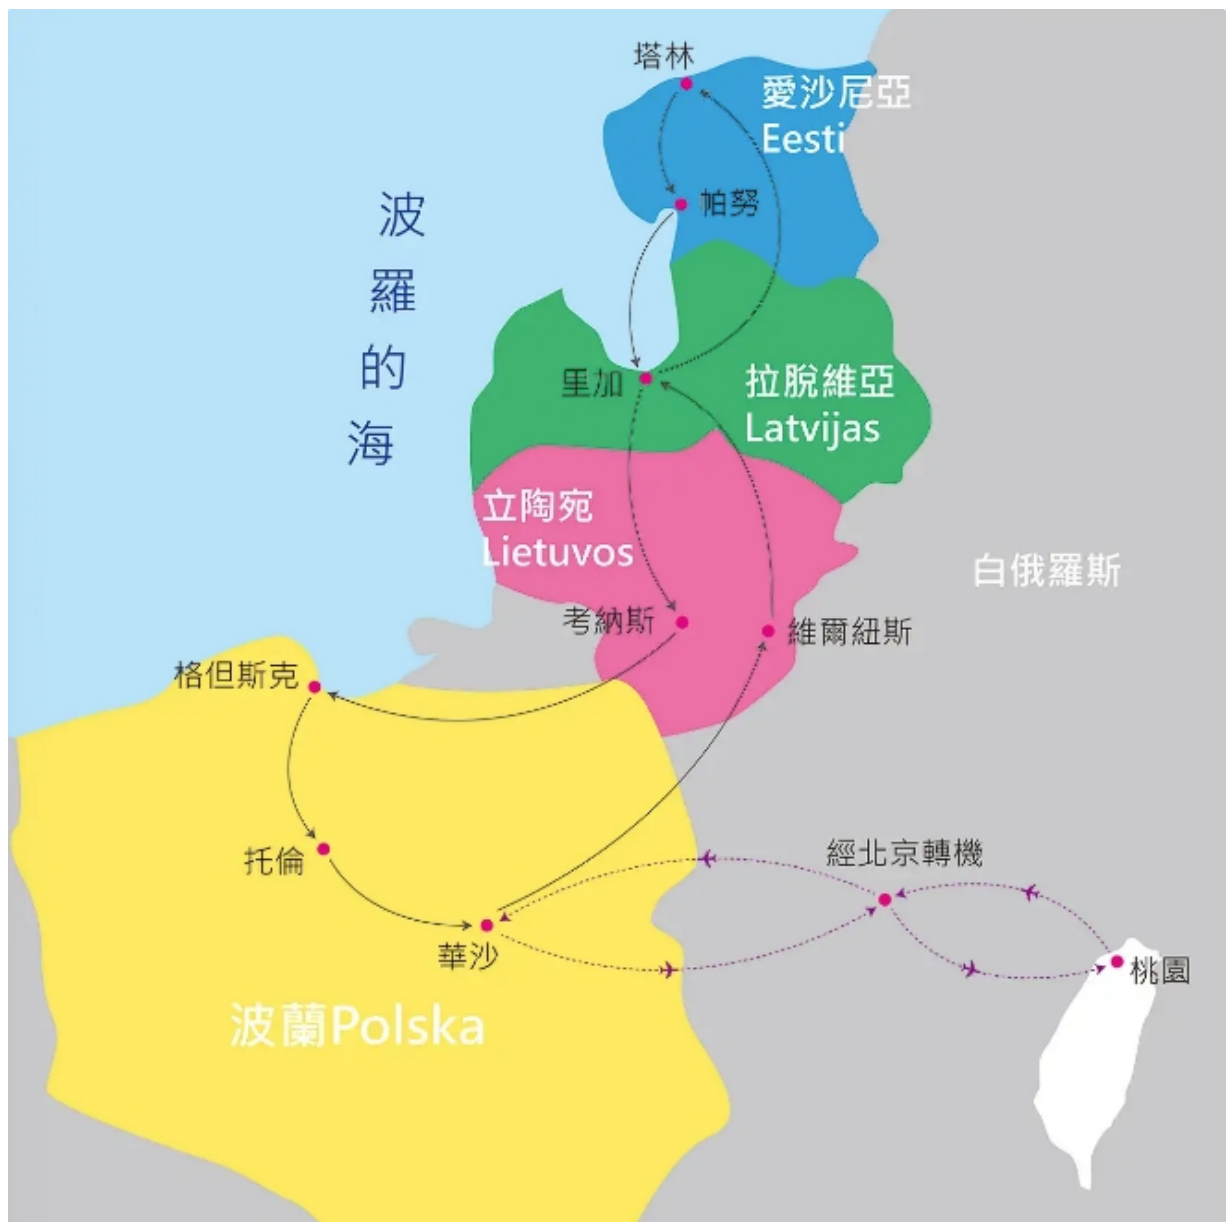 塔林
愛沙尼亞
Eesti
帕努
波羅的海
里加
拉脫維亞
Latvijas
立陶宛
Lietuvos
白俄羅斯
考納斯
維爾紐斯
格但斯克
托倫
經北京轉機
華沙
桃園
波蘭Polska